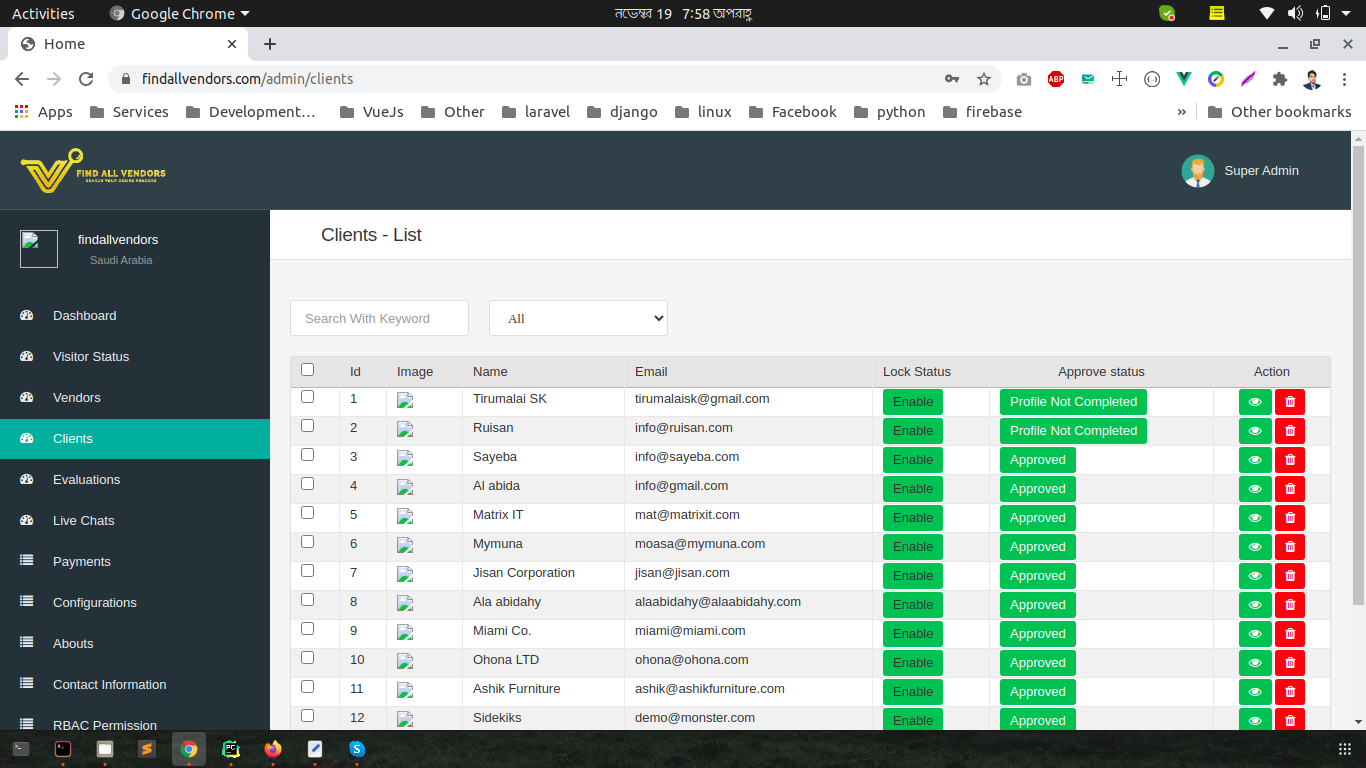 Activities Google Chrome নভেম্বর 19 7:58 অপরাহ্ণ
Home
findallvendors.com/admin/clients ABP
Apps Services Development... VueJs Other laravel django linux Facebook python firebase » Other bookmarks
FIND ALL VENDORS
Super Admin
findallvendors
Saudi Arabia
Clients - List
Dashboard
Visitor Status
Vendors
Clients
Evaluations
Live Chats
Payments
Configurations
Abouts
Contact Information
RBAC Permission
Search With Keyword All
Id Image Name Email Lock Status Approve status Action
1 Tirumalai SK tirumalaisk@gmail.com Enable Profile Not Completed
2 Ruisan info@ruisan.com Enable Profile Not Completed
3 Sayeba info@sayeba.com Enable Approved
4 Al abida info@gmail.com Enable Approved
5 Matrix IT mat@matrixit.com Enable Approved
6 Mymuna moasa@mymuna.com Enable Approved
7 Jisan Corporation jisan@jisan.com Enable Approved
8 Ala abidahy alaabidahy@alaabidahy.com Enable Approved
9 Miami Co. miami@miami.com Enable Approved
10 Ohona LTD ohona@ohona.com Enable Approved
11 Ashik Furniture ashik@ashikfurniture.com Enable Approved
12 Sidekiks demo@monster.com Enable Approved